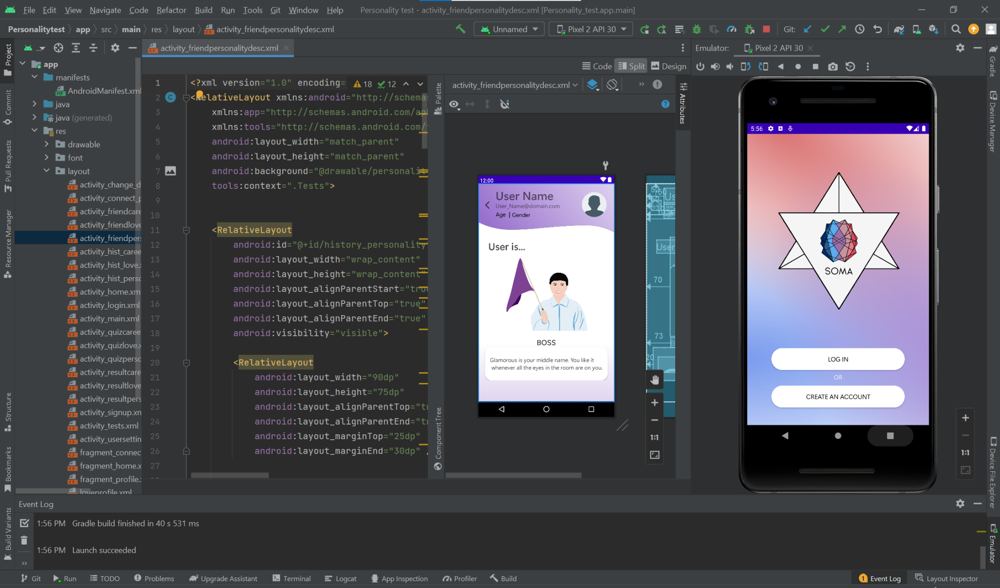 File Edit View Navigate Code Refactor Build Run Tools Git Window Help Personality test - activity_friendpersonalitydesc.xml [Personality_test.app.main]
Personalitytest app src main res layout activity_friendpersonalitydesc.xml Unnamed Pixel 2 API 30 Git:
Project
Commit
Pull Requests
Resource Manager
Structure
Bookmarks
Build Variants
...
app
manifests
AndroidManifest.xml
MF
java
java (generated)
res
drawable
font
layout
activity_change_d
activity_connect_p
activity_friendcare
activity_friendlove
activity_friendpers
activity_hist_caree
activity_hist_love.x
activity_hist_perso
activity_home.xm
activity_login.xml
activity_main.xml
activity_quizcaree
activity_quizlove.x
activity_quizperso
activity_resultcare
activity_resultlove
activity_resultpers
activity_signup.xm
activity_tests.xml
activity_usersettin
fragment_connec
fragment_home.x
fragment_profile.x
loveprofile.xml
activity_friendpersonalitydesc.xml
Code Split Design
18 12
1 <?xml version="1.0" encoding=
2 <RelativeLayout xmlns:android="http://schemas
C
3 xmlns:app="http://schemas.android.com/ap
4 xmlns:tools="http://schemas.android.com/
5 android:layout_width="match_parent"
6 android:layout_height="match_parent"
7 android:background="@drawable/personalit
8 tools:context=".Tests">
9
10
11 <RelativeLayout
12 android:id="@+id/history_personality"
13 android:layout_width="wrap_content"
14 android:layout_height="wrap_content"
15 android:layout_alignParentStart="true
16 android:layout_alignParentTop="true"
17 android:layout_alignParentEnd="true"
18 android:visibility="visible">
19
20 <RelativeLayout
21 android:layout_width="90dp"
22 android:layout_height="75dp"
23 android:layout_alignParentTop="tr
24 android:layout_alignParentEnd="tr
25 android:layout_marginTop="25dp"
26 android:layout_marginEnd="30dp" /
27
Palette
Component Tree
activity_friendpersonalitydesc.xml
Attributes
12:00
User Name
User_Name@domain.com
Age | Gender
User is...
BOSS
Glamorous is your middle name. You like it
whenever all the eyes in the room are on you.
50
50
Us
User
70
73
20
1:1
Emulator: Pixel 2 API 30
5:56
SOMA
LOG IN
OR
CREATE AN ACCOUNT
1:1
Gradle
Device Manager
Device File Explorer
Emulator
Event Log
1:56 PM Gradle build finished in 40 s 531 ms
1:56 PM Launch succeeded
Git Run TODO Problems Upgrade Assistant Terminal Logcat App Inspection Profiler Build 1 Event Log Layout Inspector